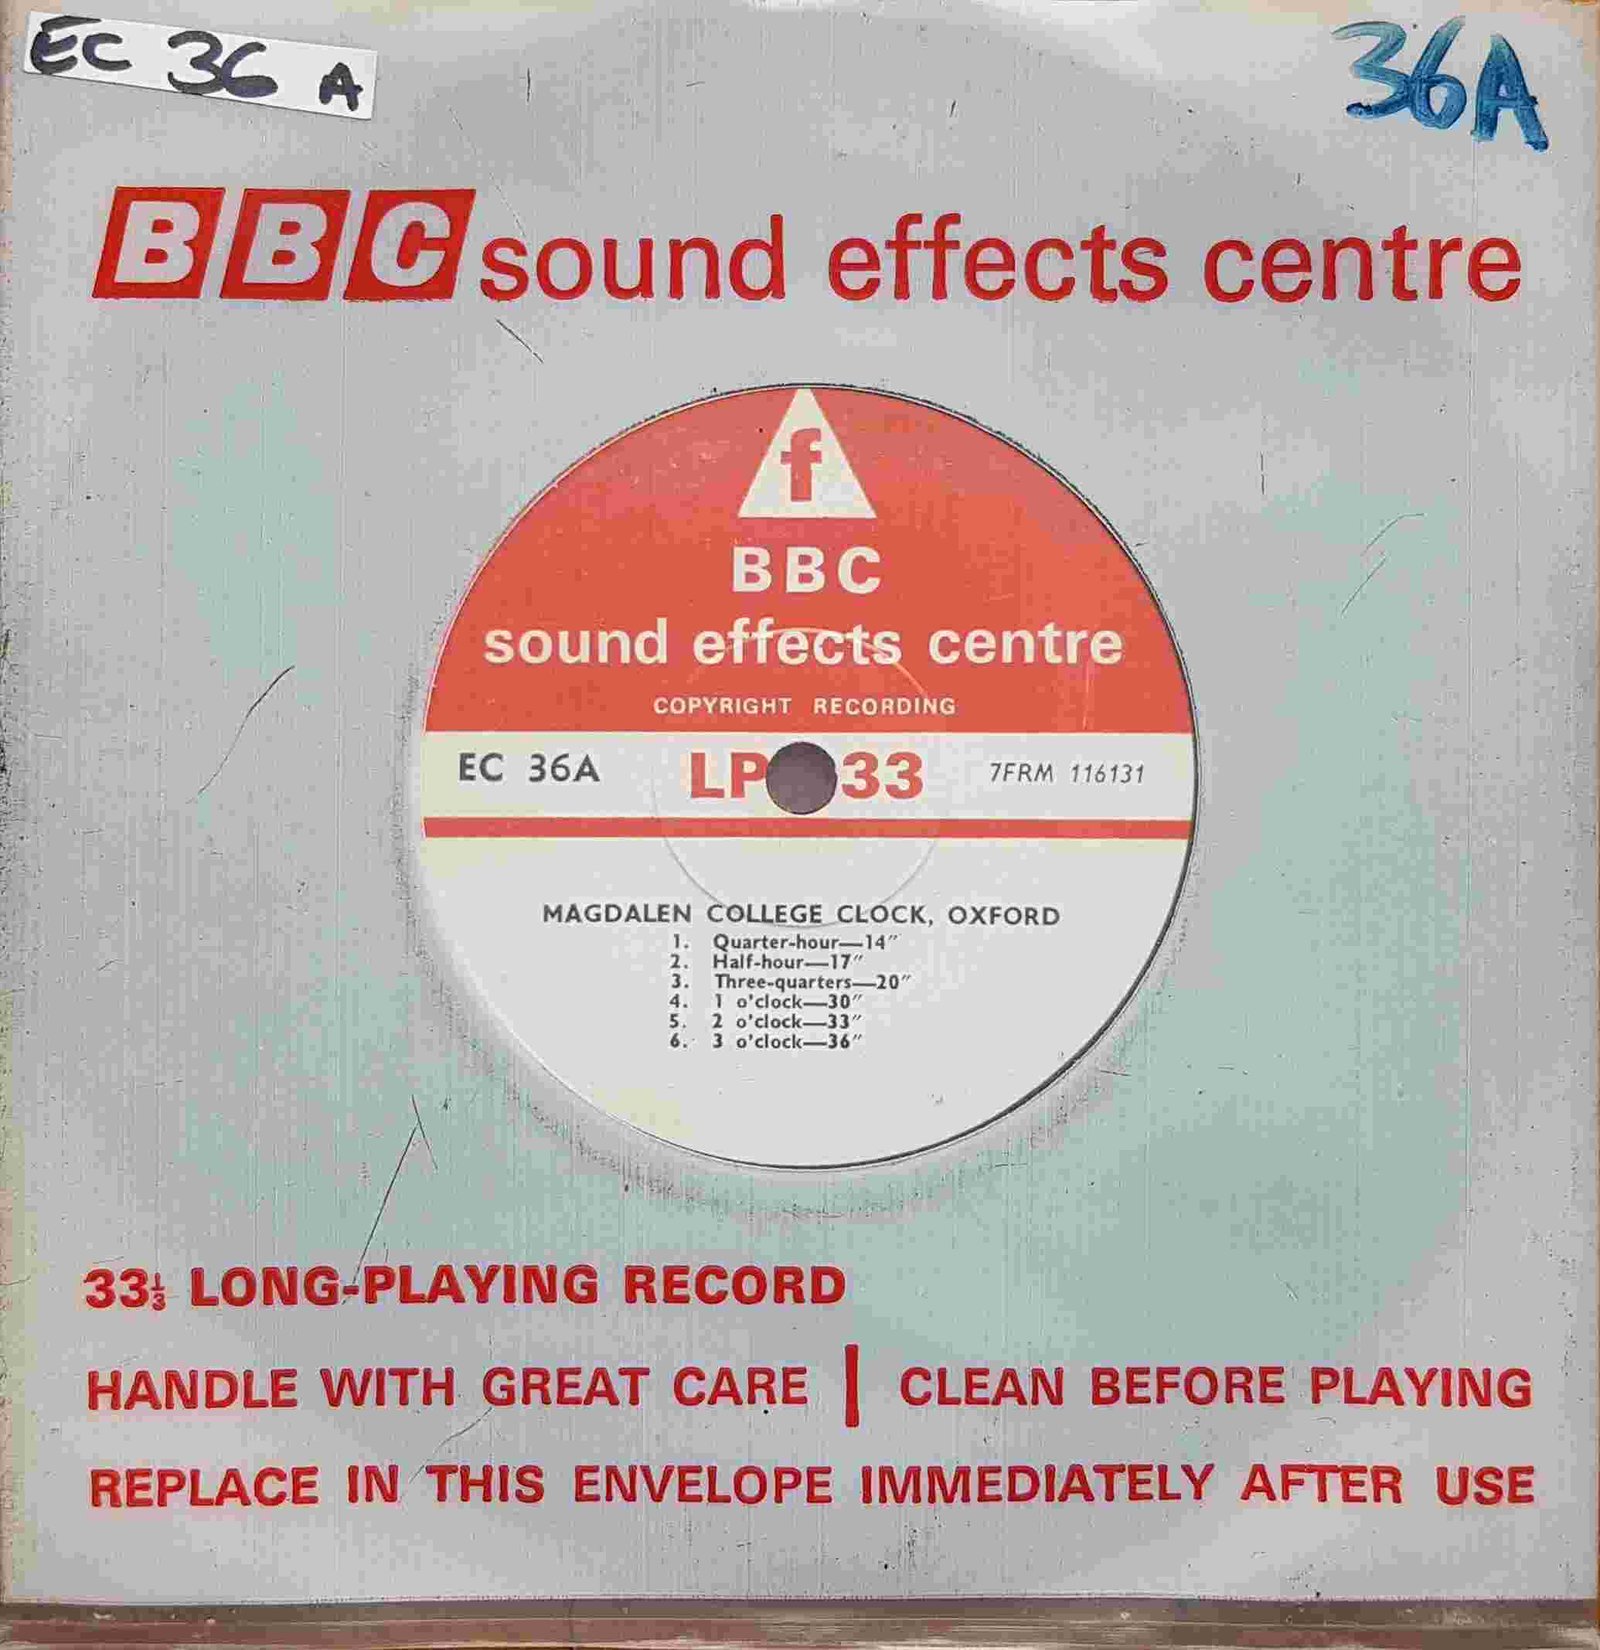 EC 36 A
36A
BBC sound effects centre
f
BBC
sound effects centre
COPYRIGHT RECORDING
EC 36A LP 33 7FRM 116131
MAGDALEN COLLEGE CLOCK, OXFORD
1. Quarter-hour—14″
2. Half-hour—17″
3. Three-quarters—20″
4. 1 o'clock—30″
5. 2 o'clock—33″
6. 3 o'clock—36″
33⅓ LONG-PLAYING RECORD
HANDLE WITH GREAT CARE | CLEAN BEFORE PLAYING
REPLACE IN THIS ENVELOPE IMMEDIATELY AFTER USE